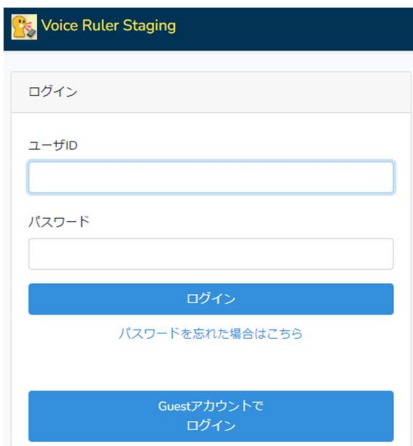 Voice Ruler Staging
ログイン
ユーザID
パスワード
ログイン
パスワードを忘れた場合はこちら
Guestアカウントで
ログイン